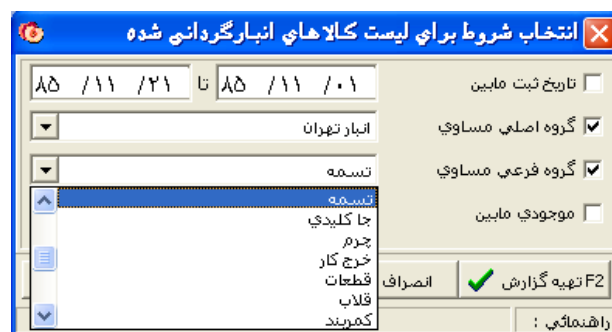 انتخاب شروط براي ليست كالاهاي انبارگرداني شده
تاريخ ثبت مابين ۸۵/۱۱/۰۱ تا ۸۵/۱۱/۲۱
گروه اصلي مساوي انبار تهران
گروه فرعي مساوي تسمه
تسمه
جا كليدي
موجودي مابين
چرم
خرج كار
قطعات
قلاب
كمربند
F2 تهيه گزارش انصراف
راهنمائي :